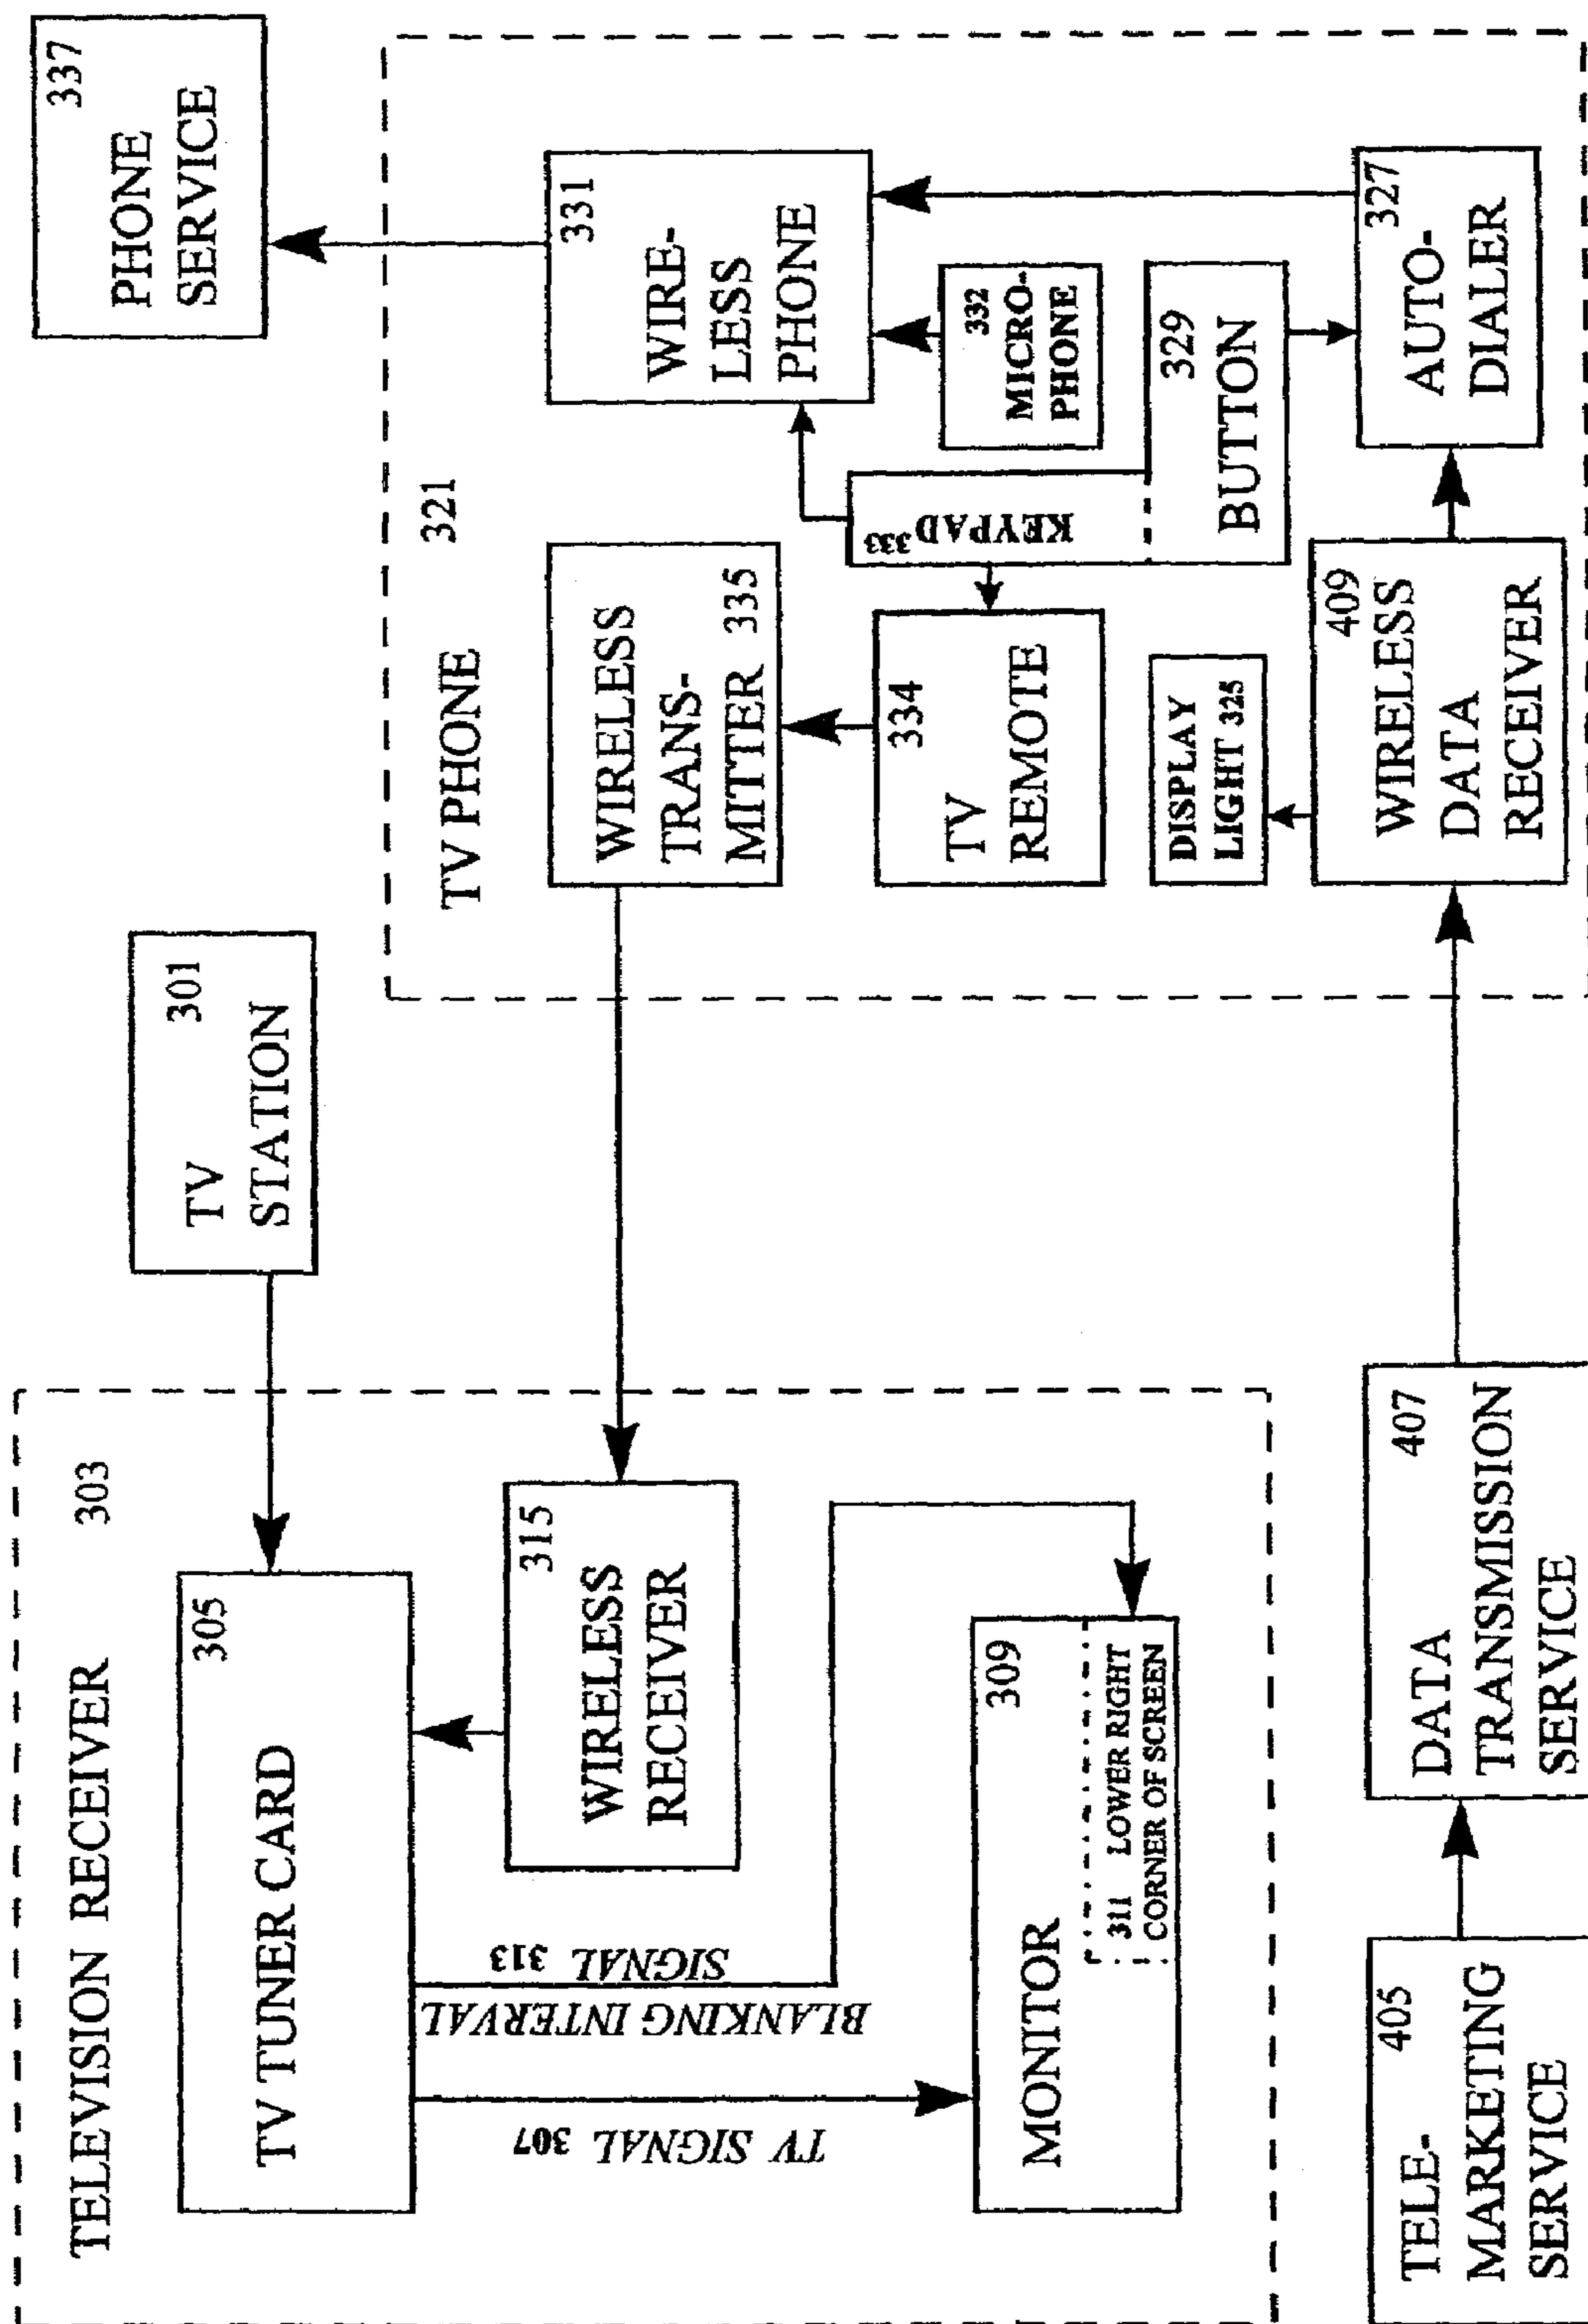 TELEVISION RECEIVER 303
305
TV TUNER CARD
315
WIRELESS
RECEIVER
BLANKING INTERVAL
SIGNAL 313
TV SIGNAL 307
309
MONITOR
311 LOWER RIGHT
CORNER OF SCREEN
301
TV
STATION
337
PHONE
SERVICE
TV PHONE 321
WIRELESS
TRANS-
MITTER 335
331
WIRE-
LESS
PHONE
334
TV
REMOTE
KEYPAD 333
332
MICRO-
PHONE
329
BUTTON
DISPLAY
LIGHT 325
409
WIRELESS
DATA
RECEIVER
327
AUTO-
DIALER
405
TELE-
MARKETING
SERVICE
407
DATA
TRANSMISSION
SERVICE